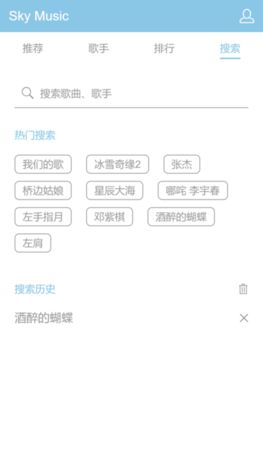 Sky Music
推荐 歌手 排行 搜索
搜索歌曲、歌手
热门搜索
我们的歌 冰雪奇缘2 张杰
桥边姑娘 星辰大海 哪咤 李宇春
左手指月 邓紫棋 酒醉的蝴蝶
左肩
搜索历史
酒醉的蝴蝶